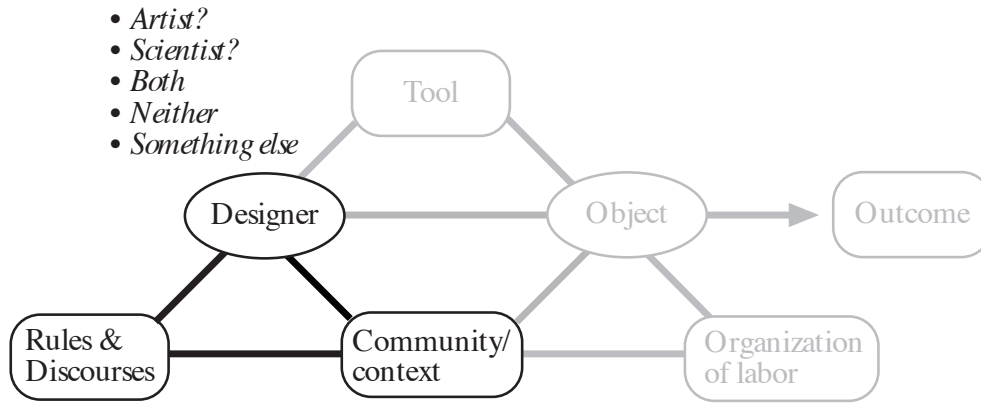 • Artist?
• Scientist?
• Both
• Neither
• Something else
Tool
Designer
Object
Outcome
Rules &
Discourses
Community/
context
Organization
of labor